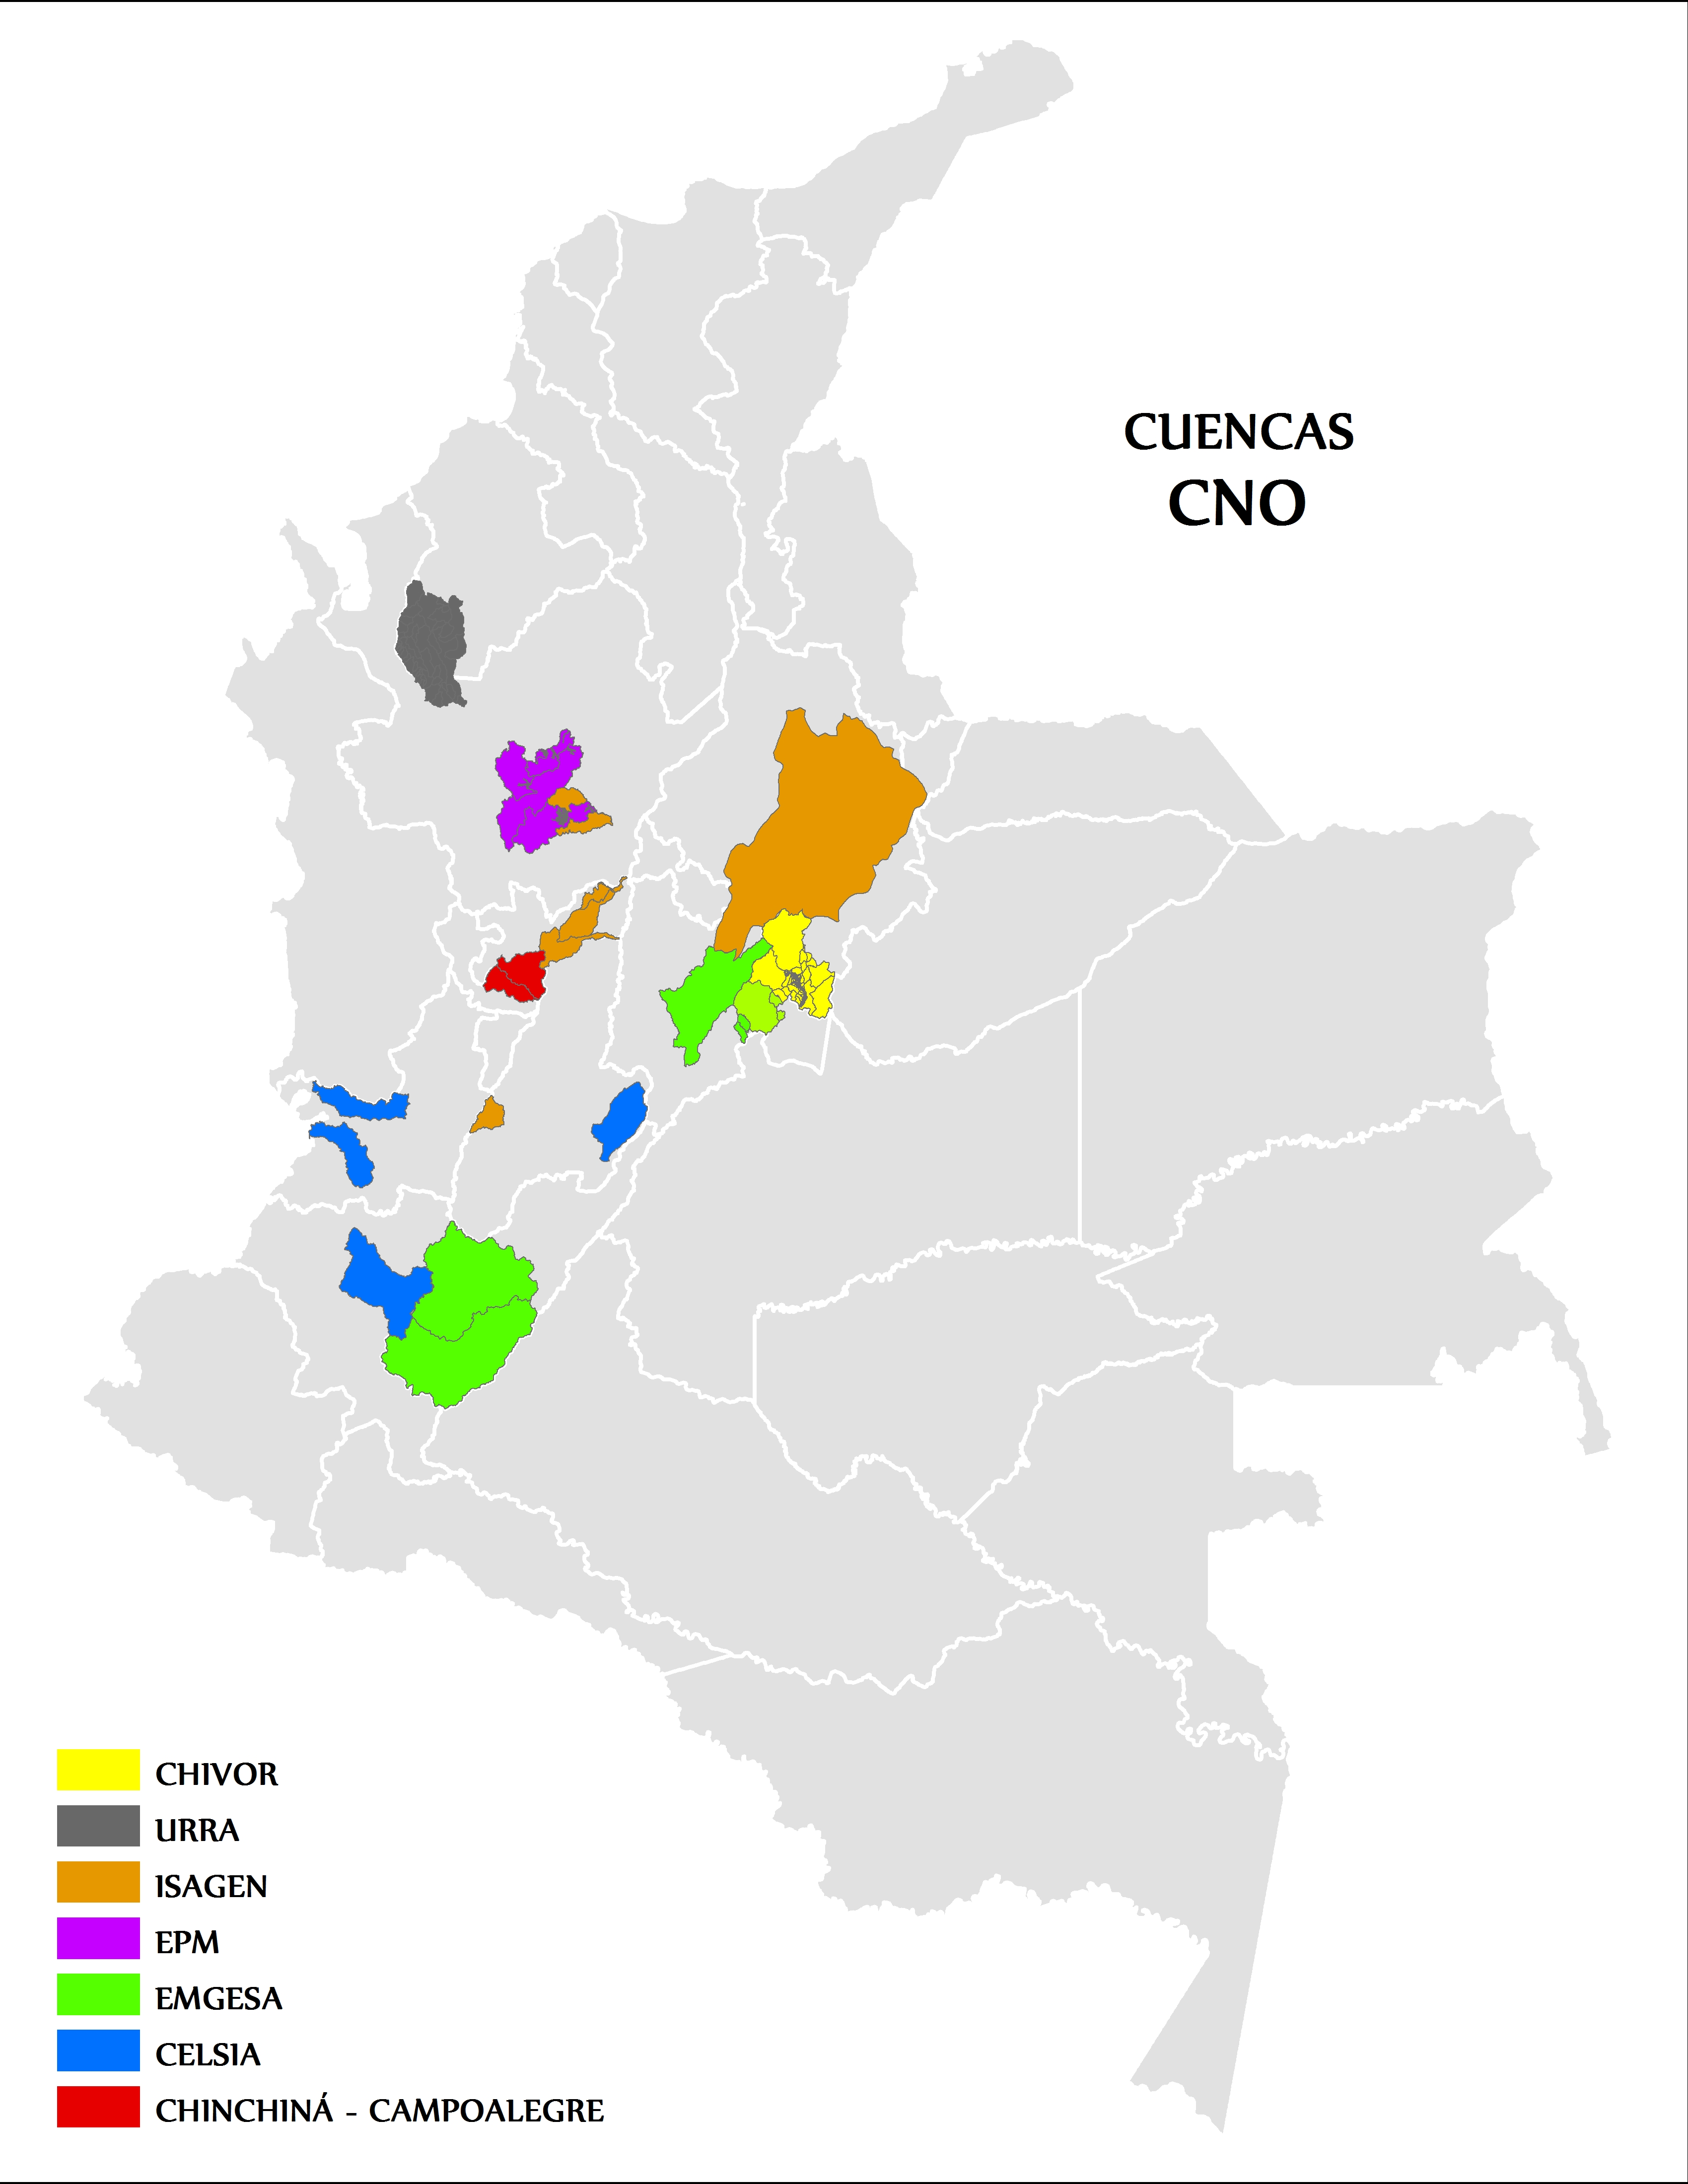 CUENCAS
CNO
CHIVOR
URRA
ISAGEN
EPM
EMGESA
CELSIA
CHINCHINÁ - CAMPOALEGRE